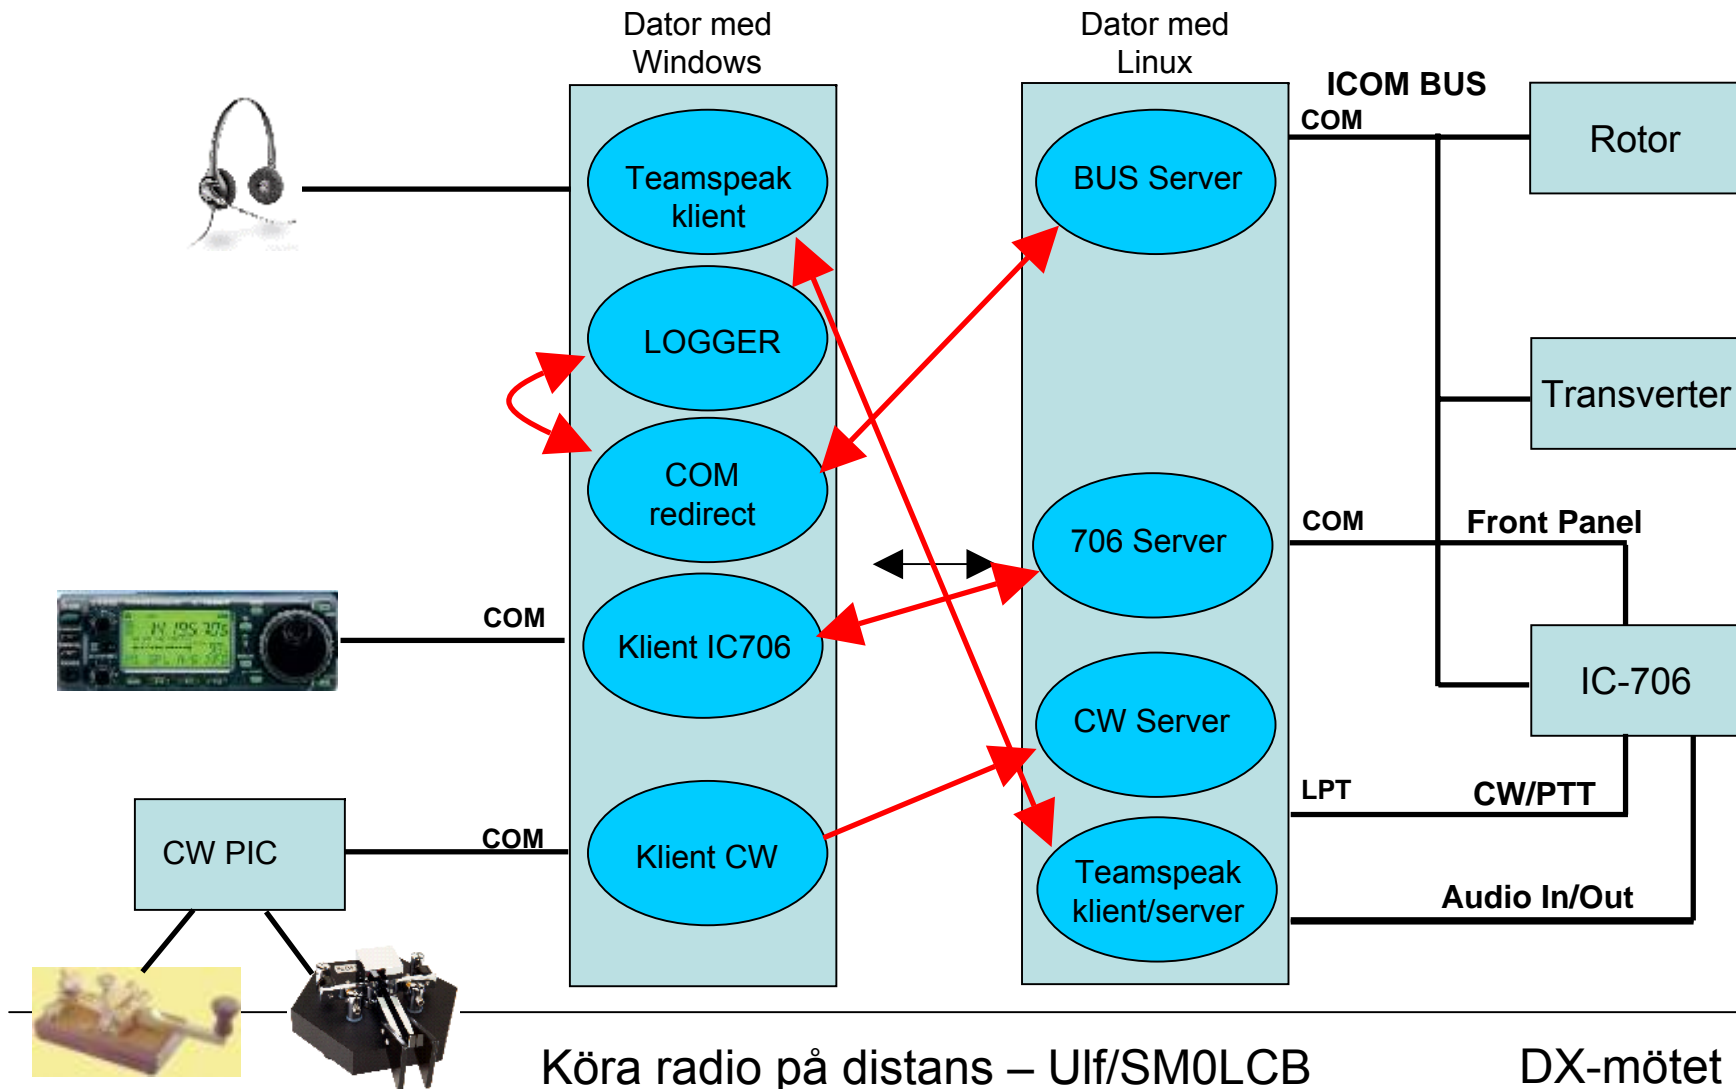 Dator med
Windows
Dator med
Linux
ICOM BUS
COM
Rotor
Teamspeak
klient
BUS Server
LOGGER
Transverter
COM
redirect
COM
Front Panel
706 Server
COM
Klient IC706
IC-706
CW Server
LPT
CW/PTT
CW PIC
COM
Klient CW
Teamspeak
klient/server
Audio In/Out
Köra radio på distans – Ulf/SM0LCB
DX-mötet